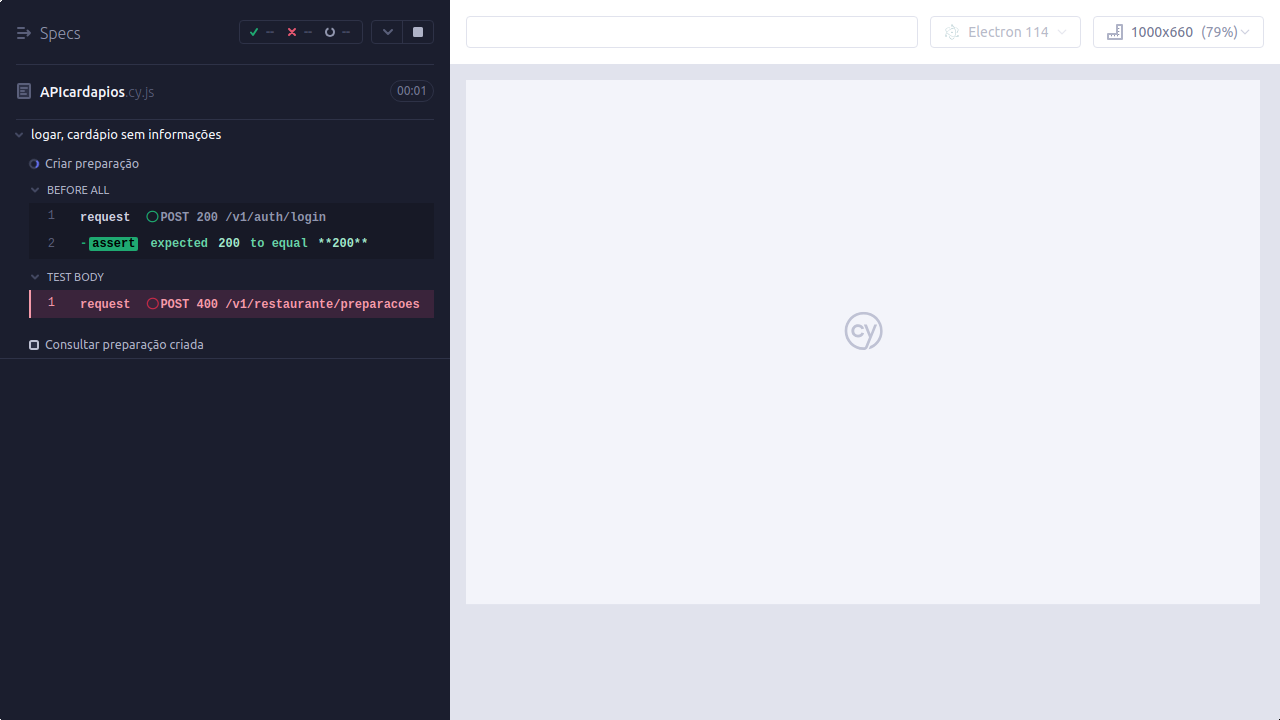 Specs
-- -- --
APIcardapios.cy.js 00:01
logar, cardápio sem informações
Criar preparação
BEFORE ALL
1 request POST 200 /v1/auth/login
2 -assert expected 200 to equal **200**
TEST BODY
1 request POST 400 /v1/restaurante/preparacoes
Consultar preparação criada
Electron 114
1000x660 (79%)
cy